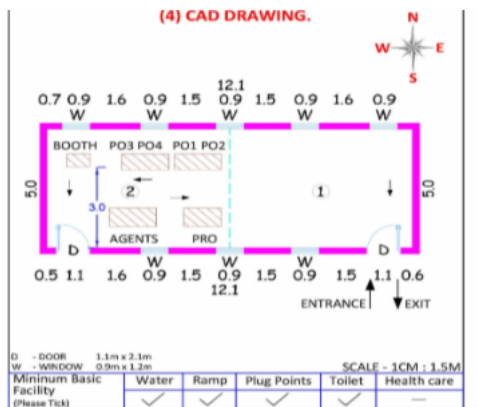 (4) CAD DRAWING.
N
W E
S
12.1
0.7 0.9 1.6 0.9 1.5 0.9 1.5 0.9 1.6 0.9
W W W W W
BOOTH PO3 PO4 PO1 PO2
5.0 2 1 5.0
3.0
AGENTS PRO
D W W W D
0.5 1.1 1.6 0.9 1.5 0.9 1.5 0.9 1.5 1.1 0.6
12.1
ENTRANCE EXIT
D - DOOR 1.1m x 2.1m
W - WINDOW 0.9m x 1.2m
SCALE - 1CM : 1.5M
Mininum Basic Facility (Please Tick) Water Ramp Plug Points Toilet Health care